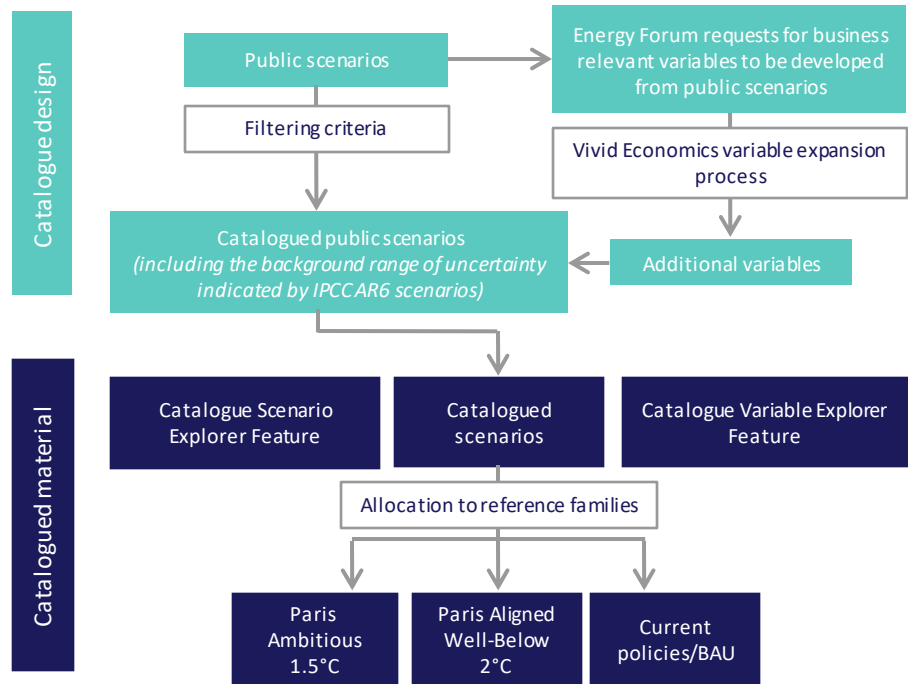 Catalogue design
Public scenarios
Energy Forum requests for business
relevant variables to be developed
from public scenarios
Filtering criteria
Vivid Economics variable expansion
process
Catalogued public scenarios
(including the background range of uncertainty
indicated by IPCCAR6 scenarios)
Additional variables
Catalogued material
Catalogue Scenario
Explorer Feature
Catalogued
scenarios
Catalogue Variable Explorer
Feature
Allocation to reference families
Paris
Ambitious
1.5°C
Paris Aligned
Well-Below
2°C
Current
policies/BAU